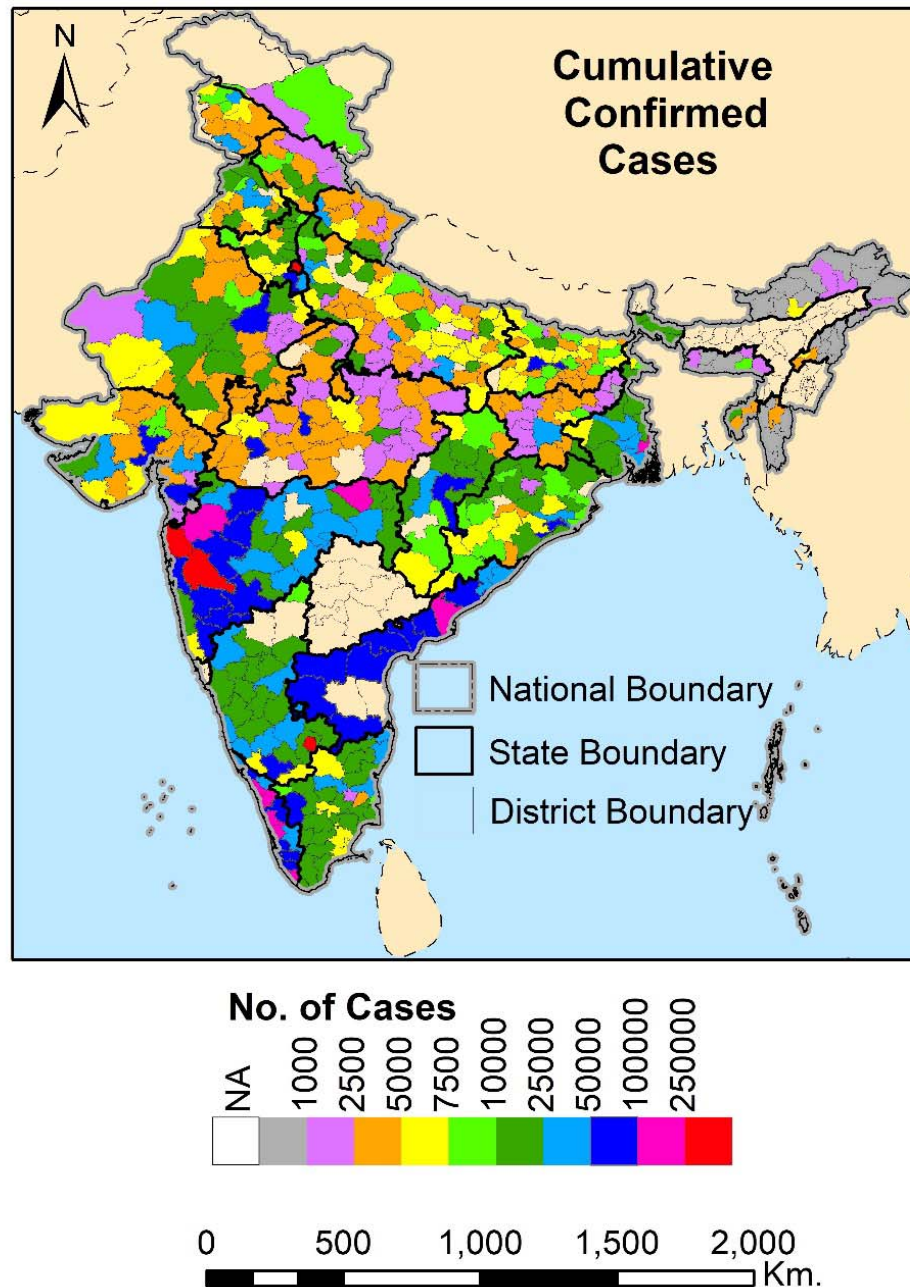 N
Cumulative
Confirmed
Cases
National Boundary
State Boundary
District Boundary
No. of Cases
NA
1000
2500
5000
7500
10000
25000
50000
100000
250000
0 500 1,000 1,500 2,000
Km.